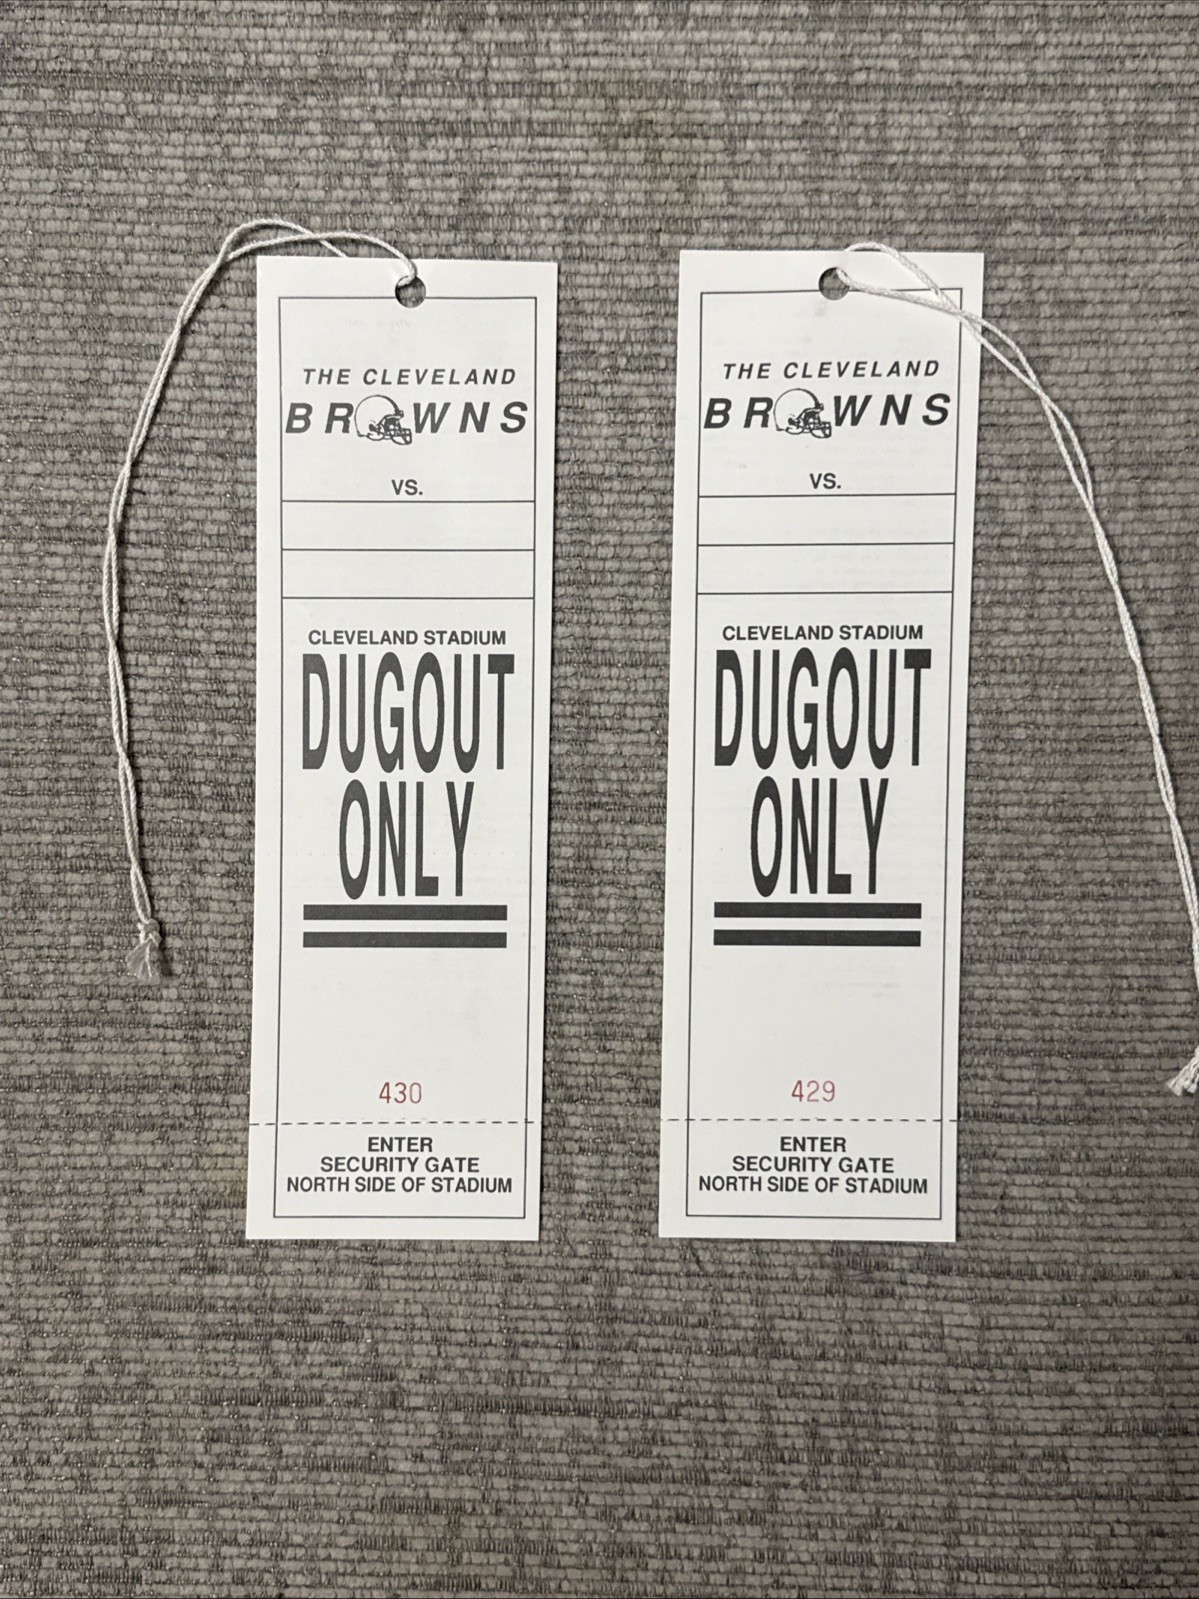 THE CLEVELAND
BROWNS
VS.
CLEVELAND STADIUM
DUGOUT
ONLY
430
ENTER
SECURITY GATE
NORTH SIDE OF STADIUM
THE CLEVELAND
BROWNS
VS.
CLEVELAND STADIUM
DUGOUT
ONLY
429
ENTER
SECURITY GATE
NORTH SIDE OF STADIUM